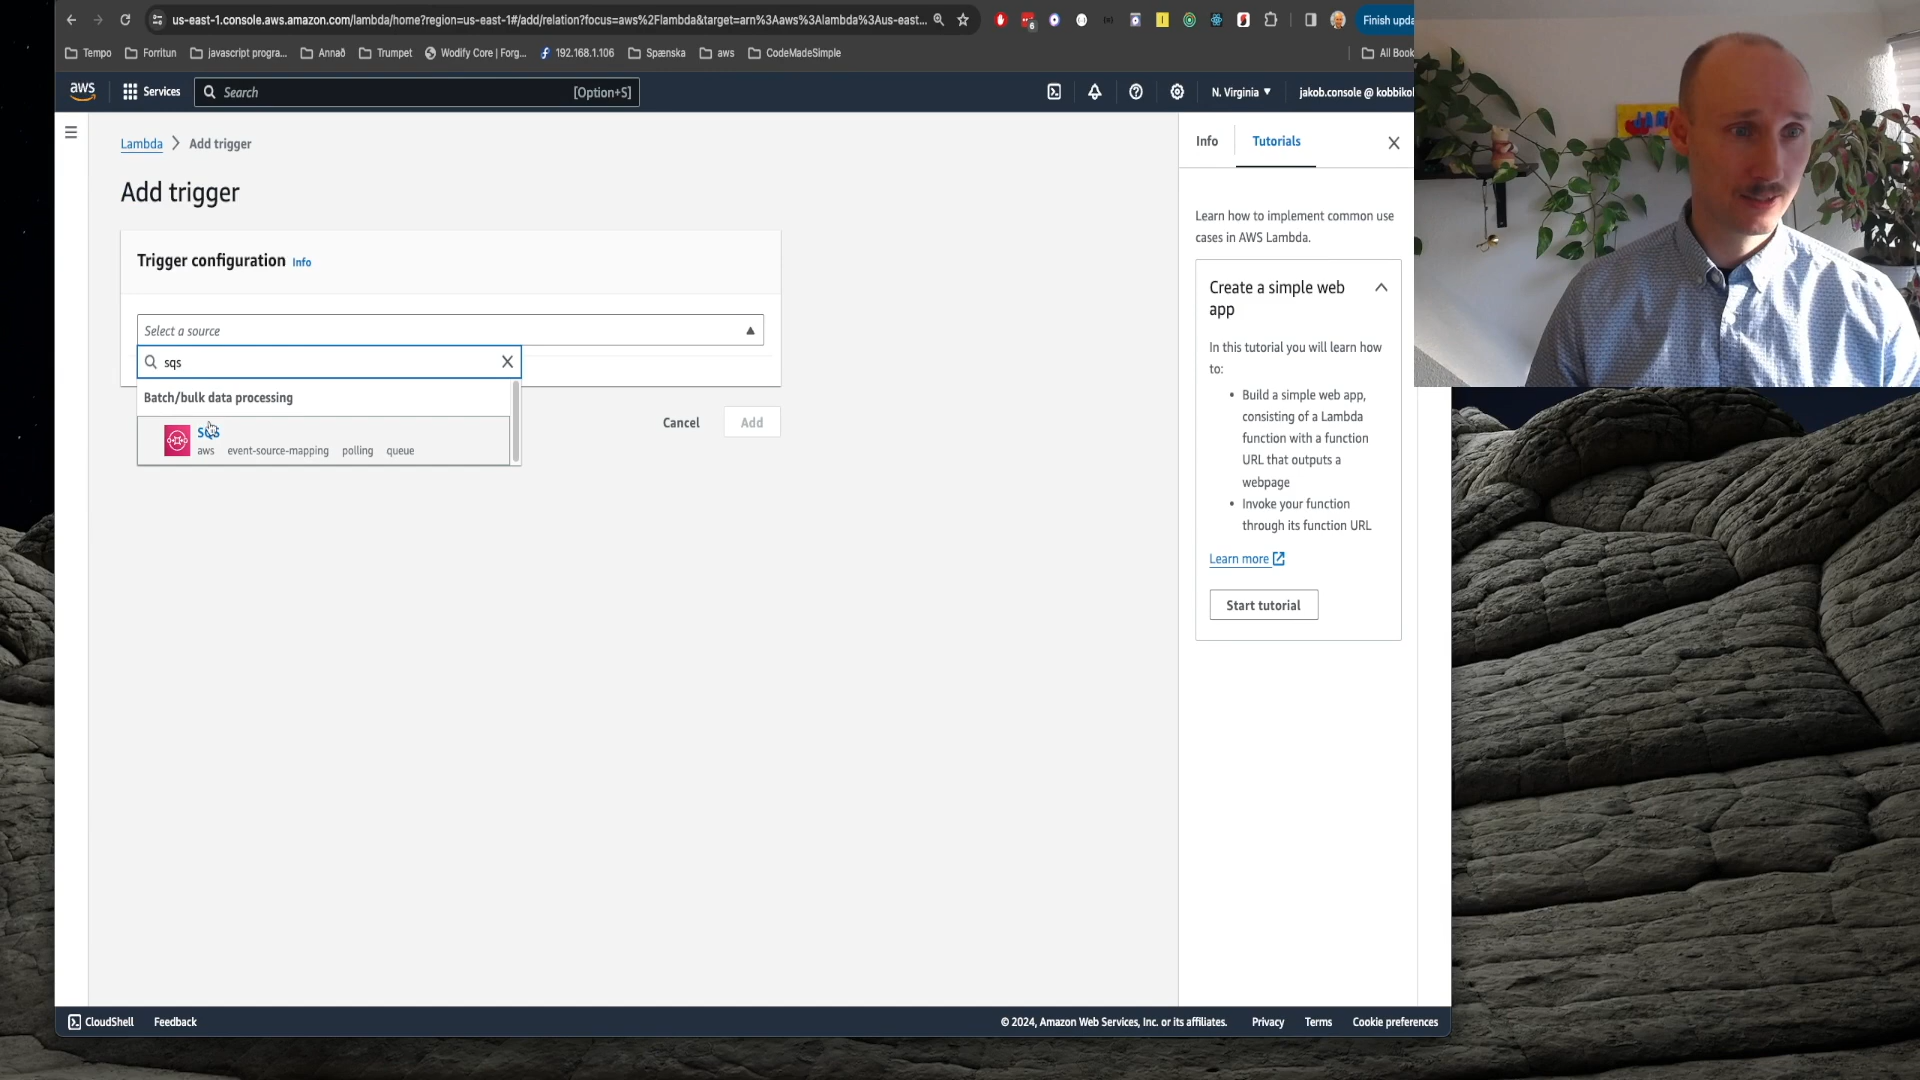 us-east-1.console.aws.amazon.com/lambda/home?region=us-east-1#/add/relation?focus=aws%2Flambda&target=arn%3Aaws%3Alambda%3Aus-east...
6
Finish upda
Tempo
Forritun
javascript progra...
Annað
Trumpet
Wodify Core | Forg...
192.168.1.106
Spænska
aws
CodeMadeSimple
All Book
aws
Services
Search
[Option+S]
N. Virginia
jakob.console @ kobbikol
Lambda
Add trigger
Info
Tutorials
Add trigger
Trigger configuration Info
Select a source
sqs
Batch/bulk data processing
SQS
aws event-source-mapping polling queue
Cancel
Add
Learn how to implement common use
cases in AWS Lambda.
Create a simple web
app
In this tutorial you will learn how
to:
• Build a simple web app,
consisting of a Lambda
function with a function
URL that outputs a
webpage
• Invoke your function
through its function URL
Learn more
Start tutorial
CloudShell
Feedback
© 2024, Amazon Web Services, Inc. or its affiliates.
Privacy
Terms
Cookie preferences